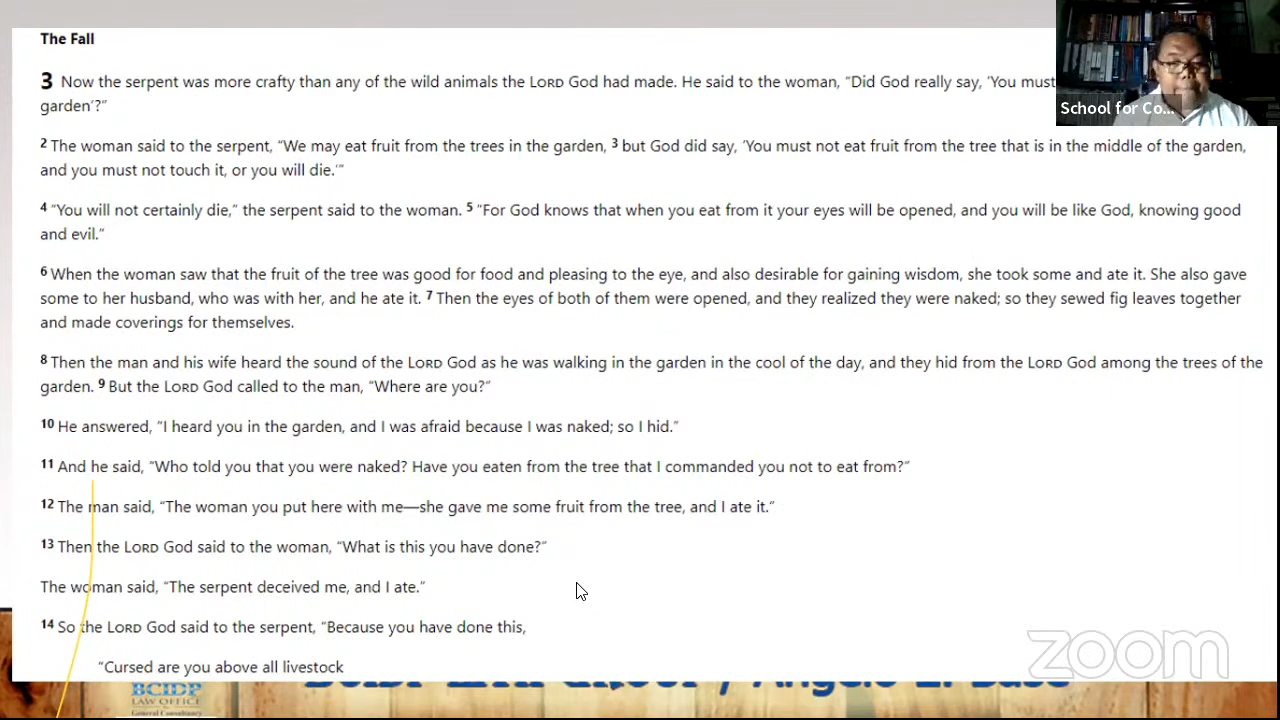 The Fall
3 Now the serpent was more crafty than any of the wild animals the LORD God had made. He said to the woman, “Did God really say, ‘You must
School for Co...
garden’?”
2 The woman said to the serpent, “We may eat fruit from the trees in the garden, 3 but God did say, ‘You must not eat fruit from the tree that is in the middle of the garden,
and you must not touch it, or you will die.’”
4 “You will not certainly die,” the serpent said to the woman. 5 “For God knows that when you eat from it your eyes will be opened, and you will be like God, knowing good
and evil.”
6 When the woman saw that the fruit of the tree was good for food and pleasing to the eye, and also desirable for gaining wisdom, she took some and ate it. She also gave
some to her husband, who was with her, and he ate it. 7 Then the eyes of both of them were opened, and they realized they were naked; so they sewed fig leaves together
and made coverings for themselves.
8 Then the man and his wife heard the sound of the LORD God as he was walking in the garden in the cool of the day, and they hid from the LORD God among the trees of the
garden. 9 But the LORD God called to the man, “Where are you?”
10 He answered, “I heard you in the garden, and I was afraid because I was naked; so I hid.”
11 And he said, “Who told you that you were naked? Have you eaten from the tree that I commanded you not to eat from?”
12 The man said, “The woman you put here with me—she gave me some fruit from the tree, and I ate it.”
13 Then the LORD God said to the woman, “What is this you have done?”
The woman said, “The serpent deceived me, and I ate.”
14 So the LORD God said to the serpent, “Because you have done this,
zoom
“Cursed are you above all livestock
BCIDP
LAW OFFICE
General Consultancy